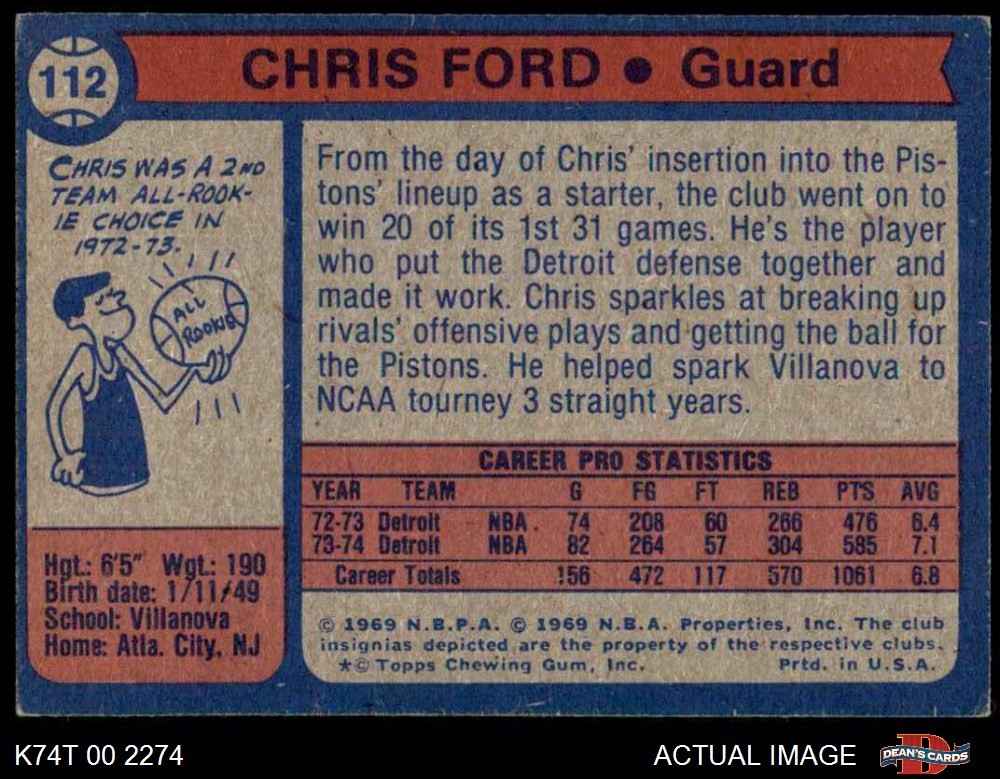 112
CHRIS FORD ● Guard
CHRIS WAS A 2ND
TEAM ALL-ROOK-
IE CHOICE IN
1972-73.
ALL
ROOKIE
Hgt.: 6'5" Wgt.: 190
Birth date: 1/11/49
School: Villanova
Home: Atla. City, NJ
From the day of Chris' insertion into the Pis-
tons' lineup as a starter, the club went on to
win 20 of its 1st 31 games. He's the player
who put the Detroit defense together and
made it work. Chris sparkles at breaking up
rivals' offensive plays and getting the ball for
the Pistons. He helped spark Villanova to
NCAA tourney 3 straight years.
CAREER PRO STATISTICS
YEAR TEAM G FG FT REB PTS AVG
72-73 Detroit NBA 74 208 60 266 476 6.4
73-74 Detroit NBA 82 264 57 304 585 7.1
Career Totals 156 472 117 570 1061 6.8
© 1969 N.B.P.A. © 1969 N.B.A. Properties, Inc. The club
insignias depicted are the property of the respective clubs.
★© Topps Chewing Gum, Inc. Prtd. in U.S.A.
K74T 00 2274
ACTUAL IMAGE
D
DEAN'S CARDS